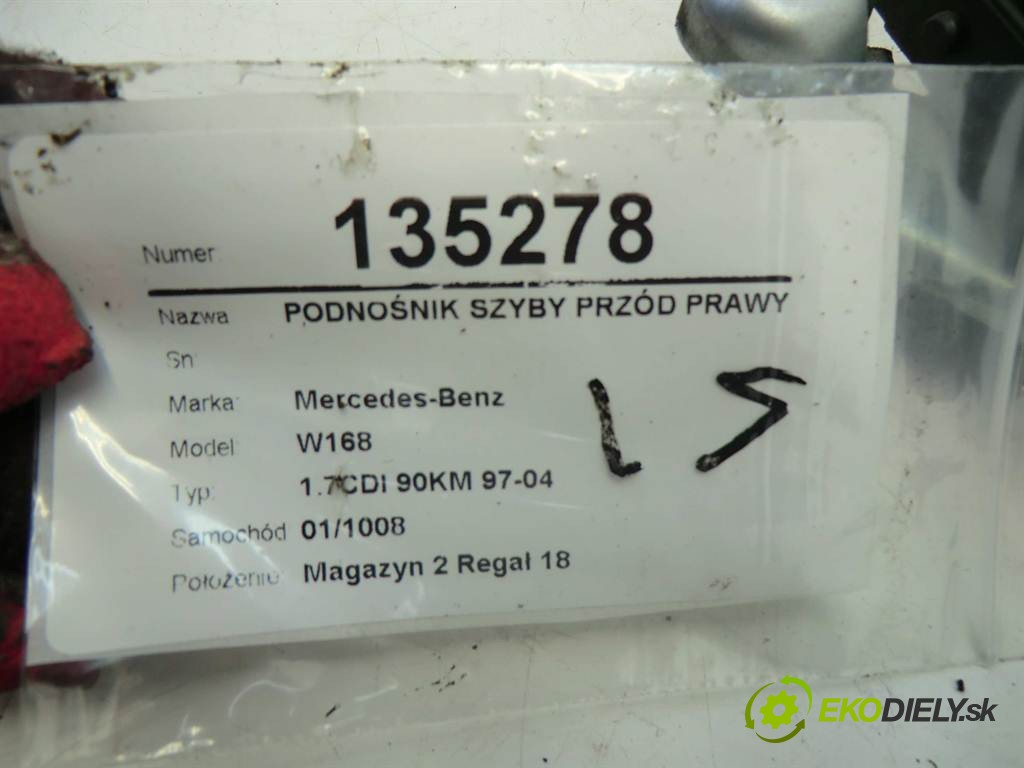 Numer 135278
Nazwa PODNOŚNIK SZYBY PRZÓD PRAWY
Sn:
Marka: Mercedes-Benz
Model: W168
Typ: 1.7CDI 90KM 97-04
Samochód 01/1008
Położenie Magazyn 2 Regał 18
EKODIELY.sk